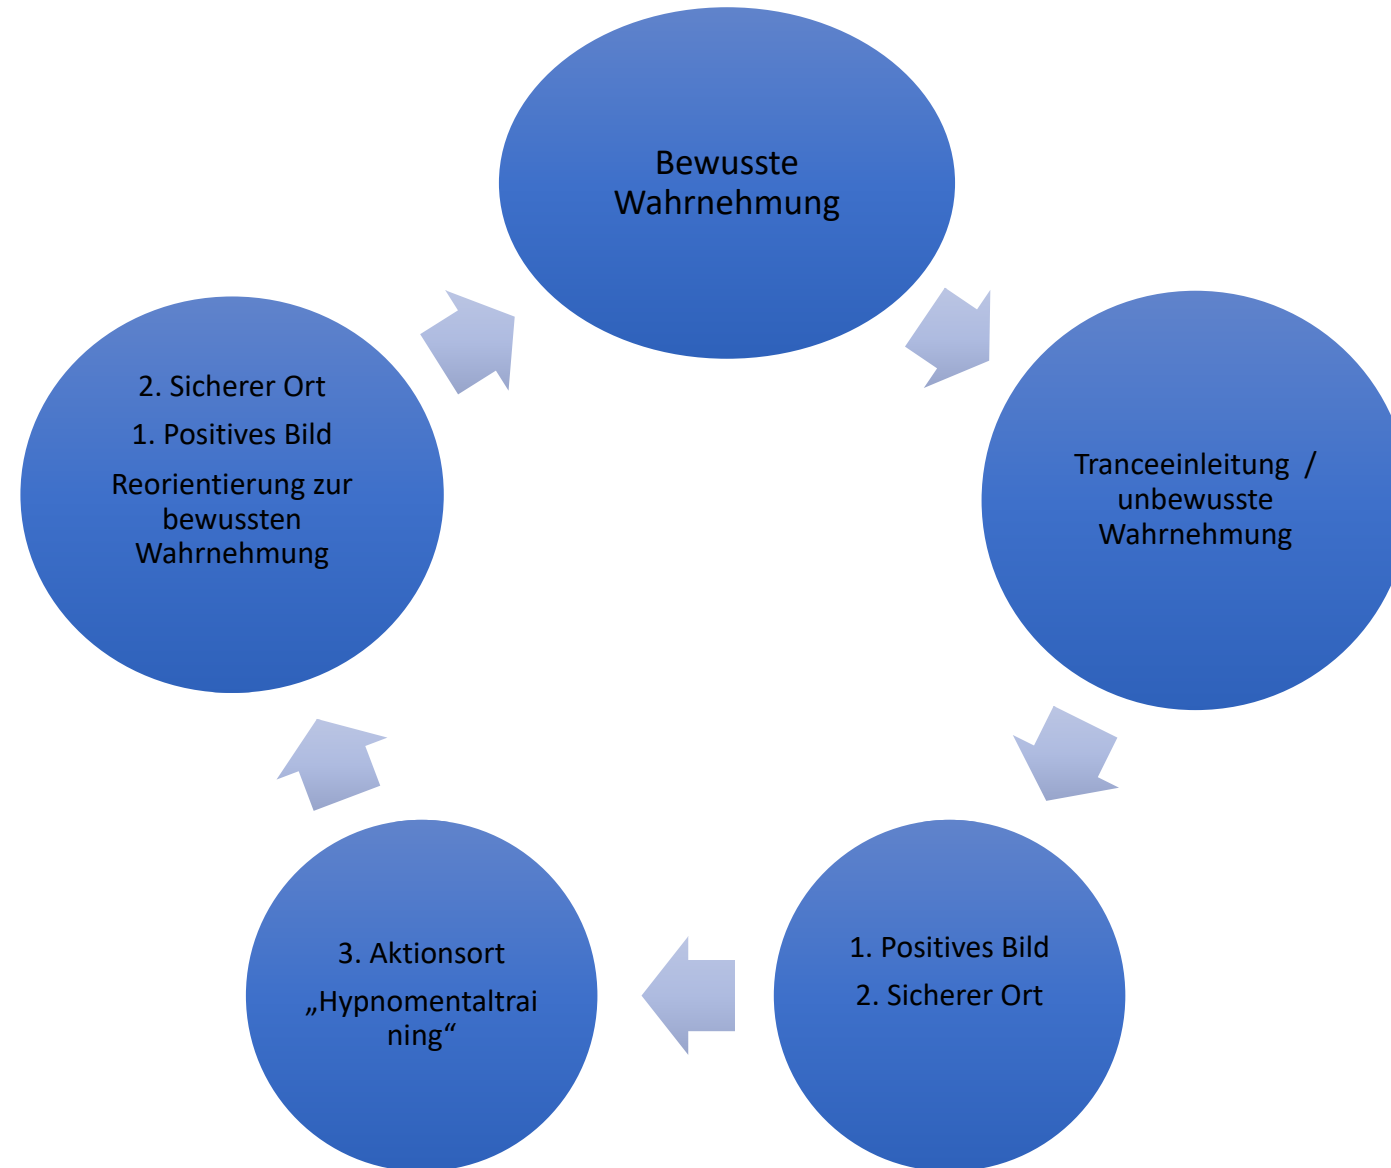 Bewusste
Wahrnehmung
Tranceeinleitung /
unbewusste
Wahrnehmung
1. Positives Bild
2. Sicherer Ort
3. Aktionsort
„Hypnomentaltrai
ning“
2. Sicherer Ort
1. Positives Bild
Reorientierung zur
bewussten
Wahrnehmung